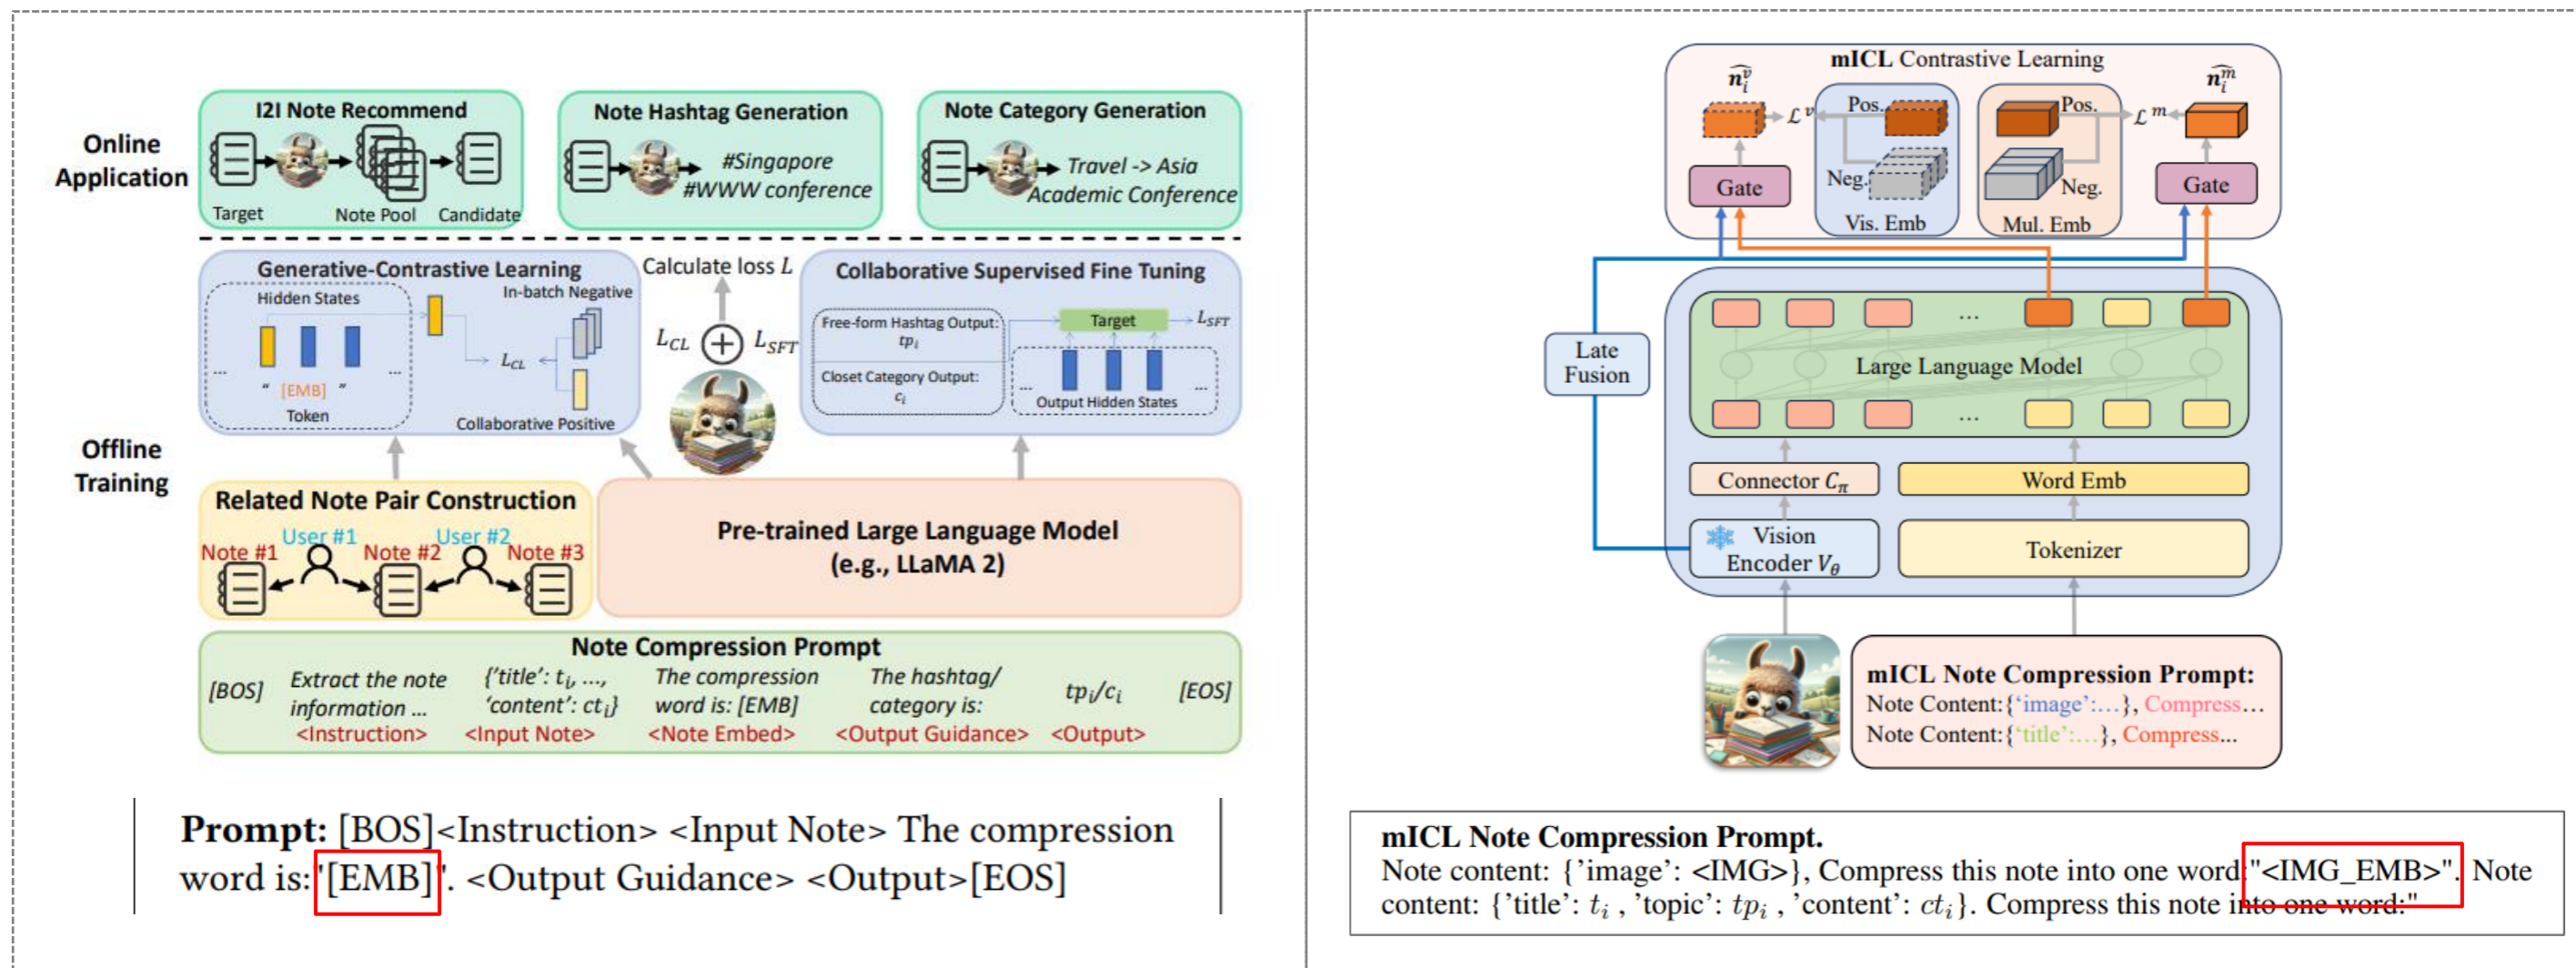 Online
Application
I2I Note Recommend
Target
Note Pool
Candidate
Note Hashtag Generation
#Singapore
#WWW conference
Note Category Generation
Travel -> Asia
Academic Conference
Offline
Training
Generative-Contrastive Learning
Hidden States
In-batch Negative
... ...
" [EMB] "
Token
L_CL
Collaborative Positive
Calculate loss L
L_CL + L_SFT
Collaborative Supervised Fine Tuning
Free-form Hashtag Output:
tp_i
Closet Category Output:
c_i
Target
L_SFT
... ...
Output Hidden States
Related Note Pair Construction
User #1 User #2
Note #1 Note #2 Note #3
Pre-trained Large Language Model
(e.g., LLaMA 2)
Note Compression Prompt
[BOS]
Extract the note
information ...
<Instruction>
{'title': t_i, ...,
'content': ct_i}
<Input Note>
The compression
word is: [EMB]
<Note Embed>
The hashtag/
category is:
<Output Guidance>
tp_i/c_i
<Output>
[EOS]
Prompt: [BOS]<Instruction> <Input Note> The compression
word is:"[EMB]". <Output Guidance> <Output>[EOS]
mICL Contrastive Learning
n̂_i^v
ℒ^v
Pos.
Neg.
Vis. Emb
Pos.
Neg.
Mul. Emb
ℒ^m
n̂_i^m
Gate
Gate
Late
Fusion
...
Large Language Model
...
Connector C_π
Word Emb
Vision
Encoder V_θ
Tokenizer
mICL Note Compression Prompt:
Note Content:{'image':...}, Compress...
Note Content:{'title':...}, Compress...
mICL Note Compression Prompt.
Note content: {'image': <IMG>}, Compress this note into one word:"<IMG_EMB>". Note
content: {'title': t_i , 'topic': tp_i , 'content': ct_i}. Compress this note into one word:"